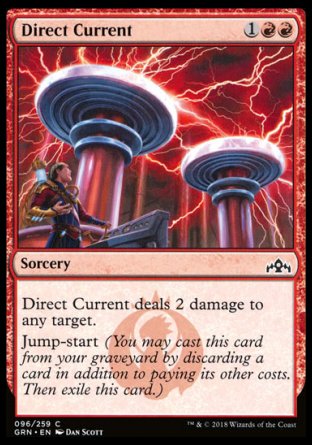 Direct Current 1
Sorcery
Direct Current deals 2 damage to
any target.
Jump-start (You may cast this card
from your graveyard by discarding a
card in addition to paying its other costs.
Then exile this card.)
096/259 C
GRN • EN DAN SCOTT
™ & © 2018 Wizards of the Coast